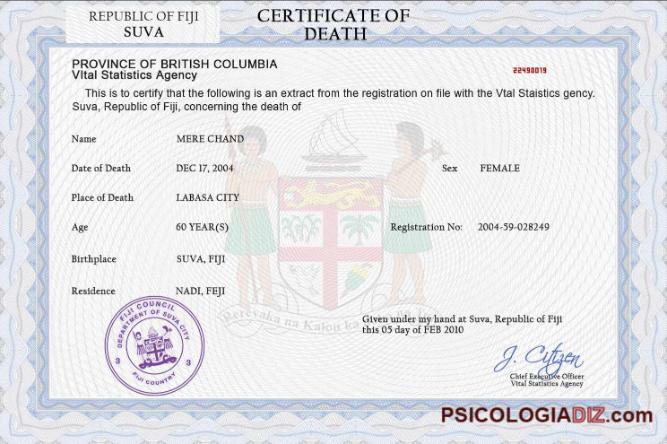 REPUBLIC OF FIJI
SUVA
CERTIFICATE OF
DEATH
PROVINCE OF BRITISH COLUMBIA
Vital Statistics Agency
22490019
This is to certify that the following is an extract from the registration on file with the Vtal Staistics gency.
Suva, Republic of Fiji, concerning the death of
Name MERE CHAND
Date of Death DEC 17, 2004 Sex FEMALE
Place of Death LABASA CITY
Age 60 YEAR(S) Registration No: 2004-59-028249
Birthplace SUVA, FIJI
Residence NADI, FEJI
Rerevaka na Kalou ka
FIJI COUNCIL
DEPARTMENT OF SUVA CITY
3 3
FIJI COUNTRY
Given under my hand at Suva, Republic of Fiji
this 05 day of FEB 2010
J. Citizen
Chief Executive Officer
Vital Statistics Agency
PSICOLOGIADIZ.com